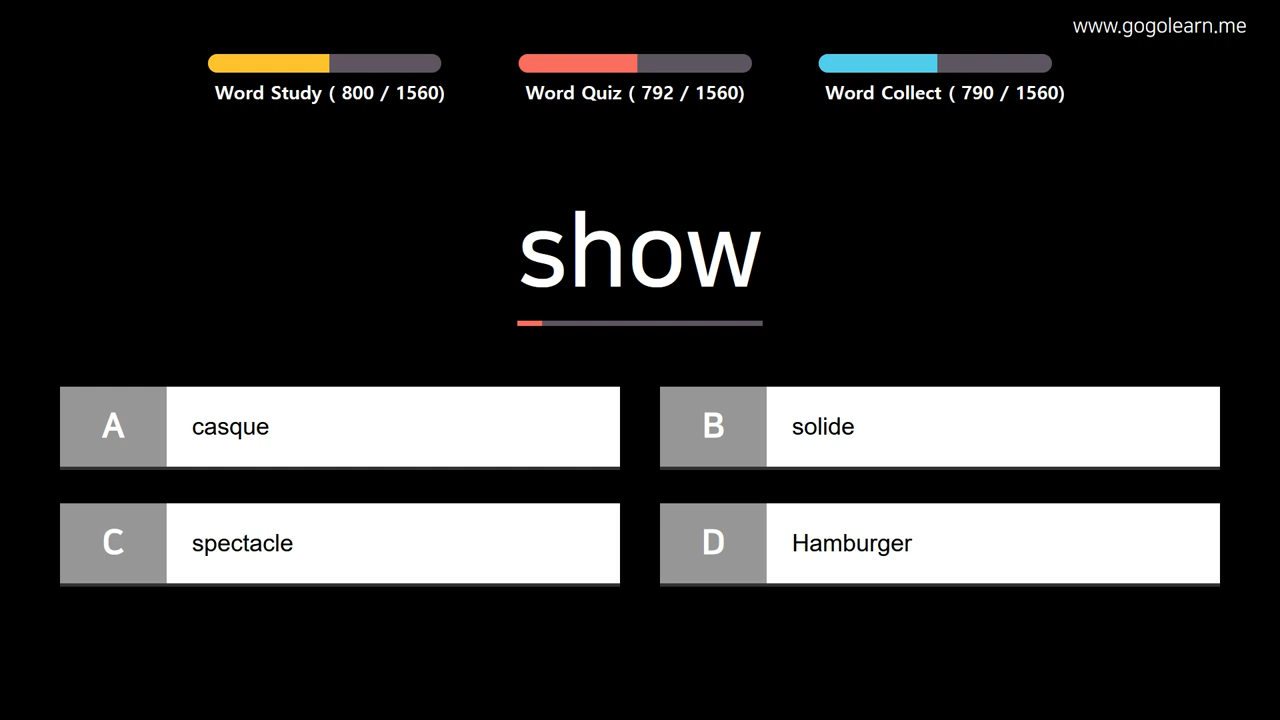 www.gogolearn.me
Word Study ( 800 / 1560)
Word Quiz ( 792 / 1560)
Word Collect ( 790 / 1560)
show
A casque
B solide
C spectacle
D Hamburger